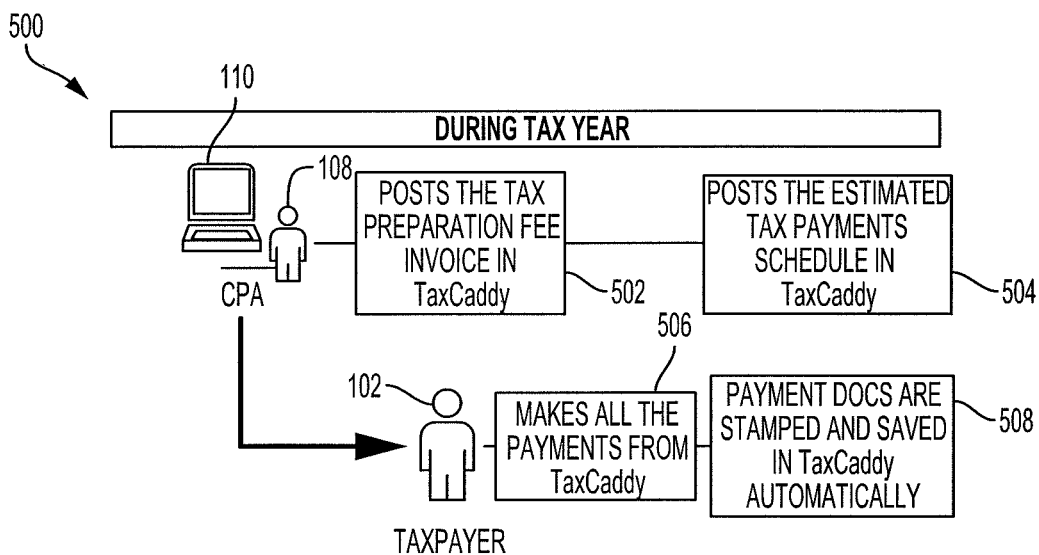 500
110
DURING TAX YEAR
108
POSTS THE TAX
PREPARATION FEE
INVOICE IN
TaxCaddy
502
POSTS THE ESTIMATED
TAX PAYMENTS
SCHEDULE IN
TaxCaddy
504
CPA
506
102
MAKES ALL THE
PAYMENTS FROM
TaxCaddy
PAYMENT DOCS ARE
STAMPED AND SAVED
IN TaxCaddy
AUTOMATICALLY
508
TAXPAYER